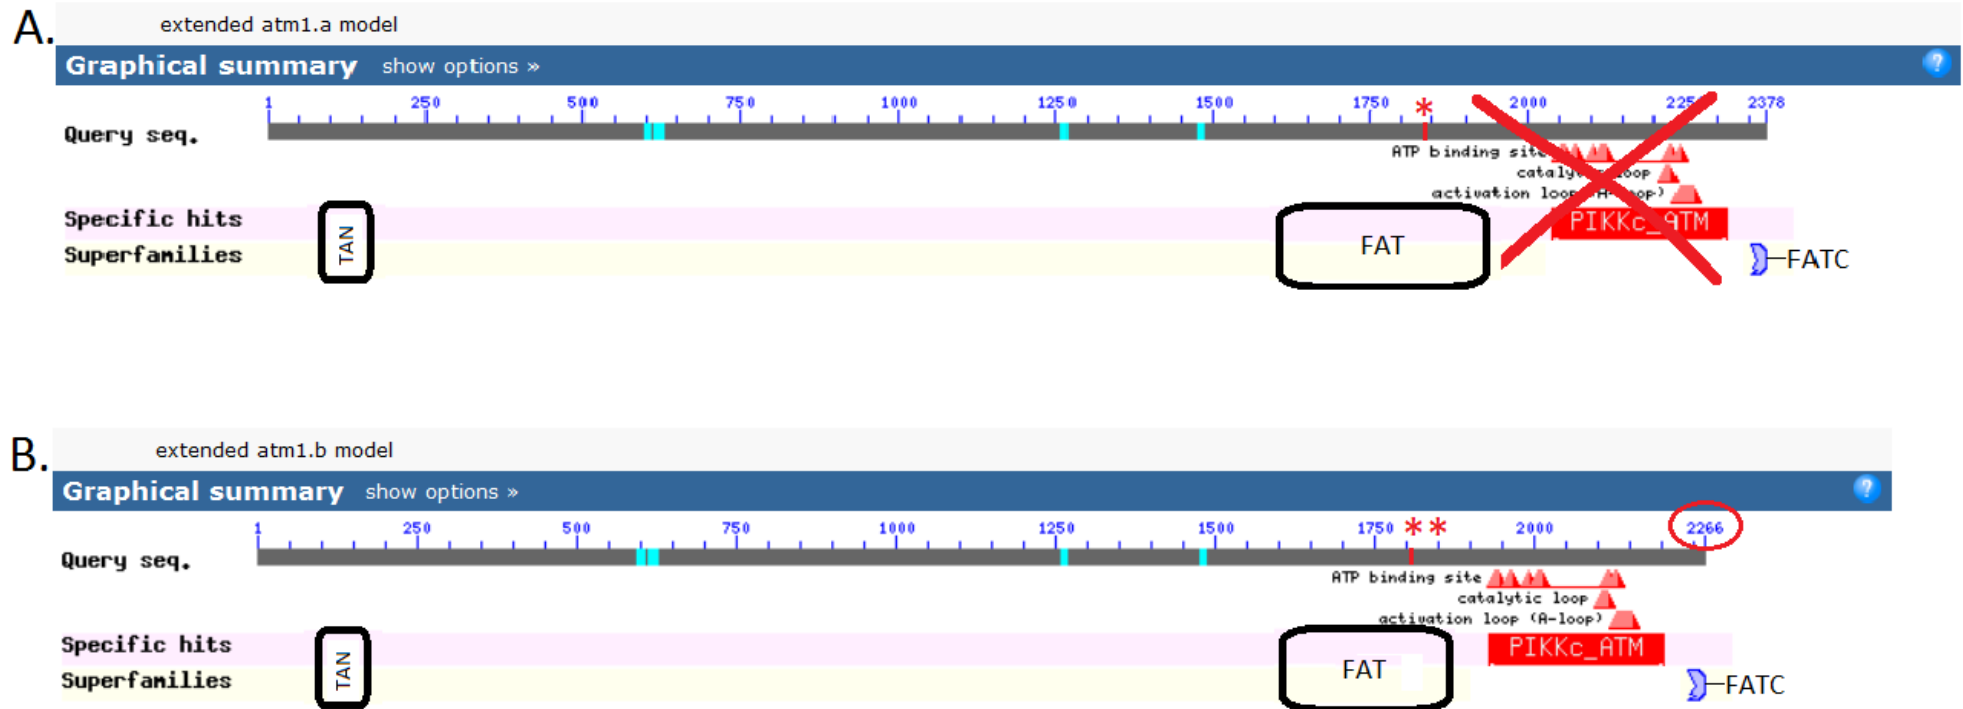 A.
extended atm1.a model
Graphical summary show options »
?
1 250 500 750 1000 1250 1500 1750 * 2000 2250 2378
Query seq.
ATP binding site
catalytic loop
activation loop (A-loop)
Specific hits TAN FAT PIKKc_ATM
Superfamilies FATC
B.
extended atm1.b model
Graphical summary show options »
?
1 250 500 750 1000 1250 1500 1750 ** 2000 2266
Query seq.
ATP binding site
catalytic loop
activation loop (A-loop)
Specific hits TAN FAT PIKKc_ATM
Superfamilies FATC